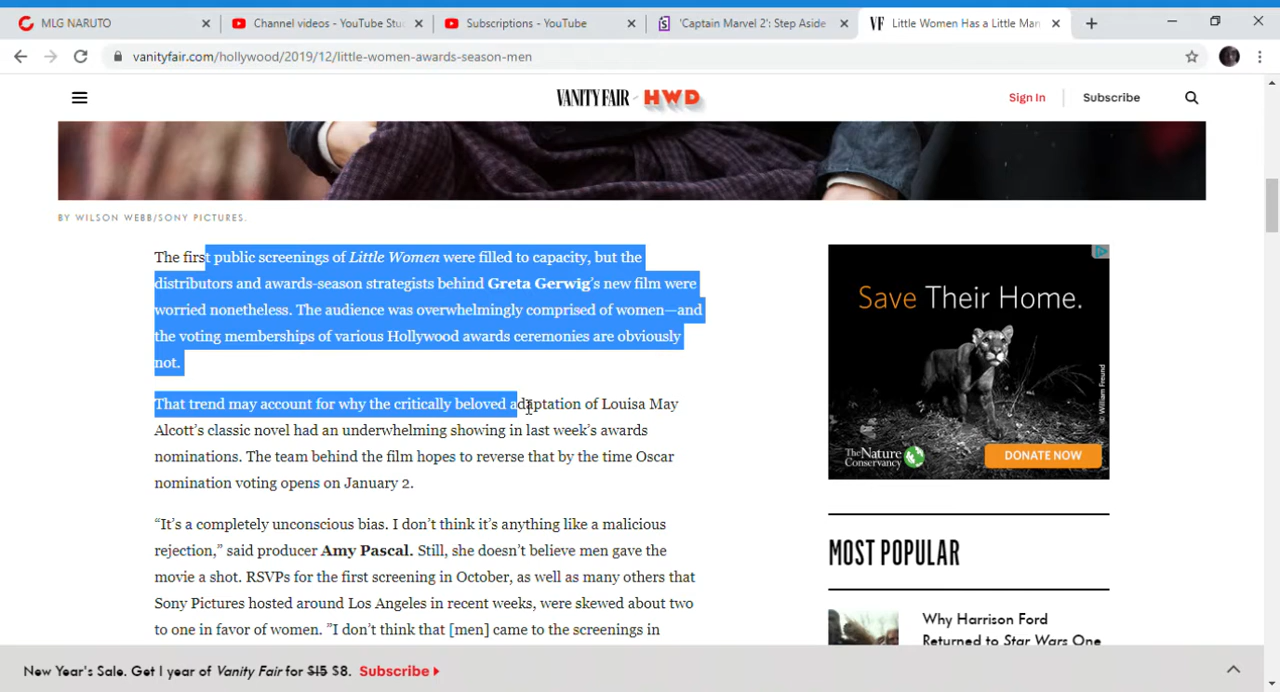 MLG NARUTO
Channel videos - YouTube Stu
Subscriptions - YouTube
'Captain Marvel 2': Step Aside
VF Little Women Has a Little Man
vanityfair.com/hollywood/2019/12/little-women-awards-season-men
VANITY FAIR HWD
Sign In
Subscribe
BY WILSON WEBB/SONY PICTURES.
The first public screenings of Little Women were filled to capacity, but the
distributors and awards-season strategists behind Greta Gerwig's new film were
worried nonetheless. The audience was overwhelmingly comprised of women—and
the voting memberships of various Hollywood awards ceremonies are obviously
not.
That trend may account for why the critically beloved adaptation of Louisa May
Alcott's classic novel had an underwhelming showing in last week's awards
nominations. The team behind the film hopes to reverse that by the time Oscar
nomination voting opens on January 2.
“It's a completely unconscious bias. I don't think it's anything like a malicious
rejection,” said producer Amy Pascal. Still, she doesn't believe men gave the
movie a shot. RSVPs for the first screening in October, as well as many others that
Sony Pictures hosted around Los Angeles in recent weeks, were skewed about two
to one in favor of women. ”I don't think that [men] came to the screenings in
Save Their Home.
© William Freund
The Nature
Conservancy
DONATE NOW
MOST POPULAR
Why Harrison Ford
Returned to Star Wars One
New Year's Sale. Get 1 year of Vanity Fair for $15 $8. Subscribe